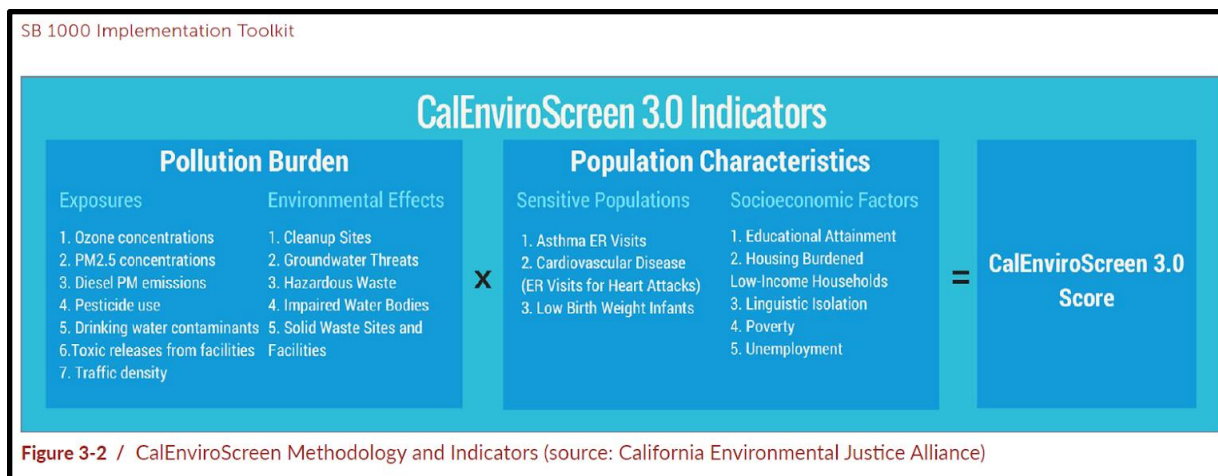 SB 1000 Implementation Toolkit
CalEnviroScreen 3.0 Indicators
Pollution Burden
Exposures
1. Ozone concentrations
2. PM2.5 concentrations
3. Diesel PM emissions
4. Pesticide use
5. Drinking water contaminants
6.Toxic releases from facilities
7. Traffic density
Environmental Effects
1. Cleanup Sites
2. Groundwater Threats
3. Hazardous Waste
4. Impaired Water Bodies
5. Solid Waste Sites and
Facilities
x
Population Characteristics
Sensitive Populations
1. Asthma ER Visits
2. Cardiovascular Disease
(ER Visits for Heart Attacks)
3. Low Birth Weight Infants
Socioeconomic Factors
1. Educational Attainment
2. Housing Burdened
Low-Income Households
3. Linguistic Isolation
4. Poverty
5. Unemployment
=
CalEnviroScreen 3.0
Score
Figure 3-2 / CalEnviroScreen Methodology and Indicators (source: California Environmental Justice Alliance)